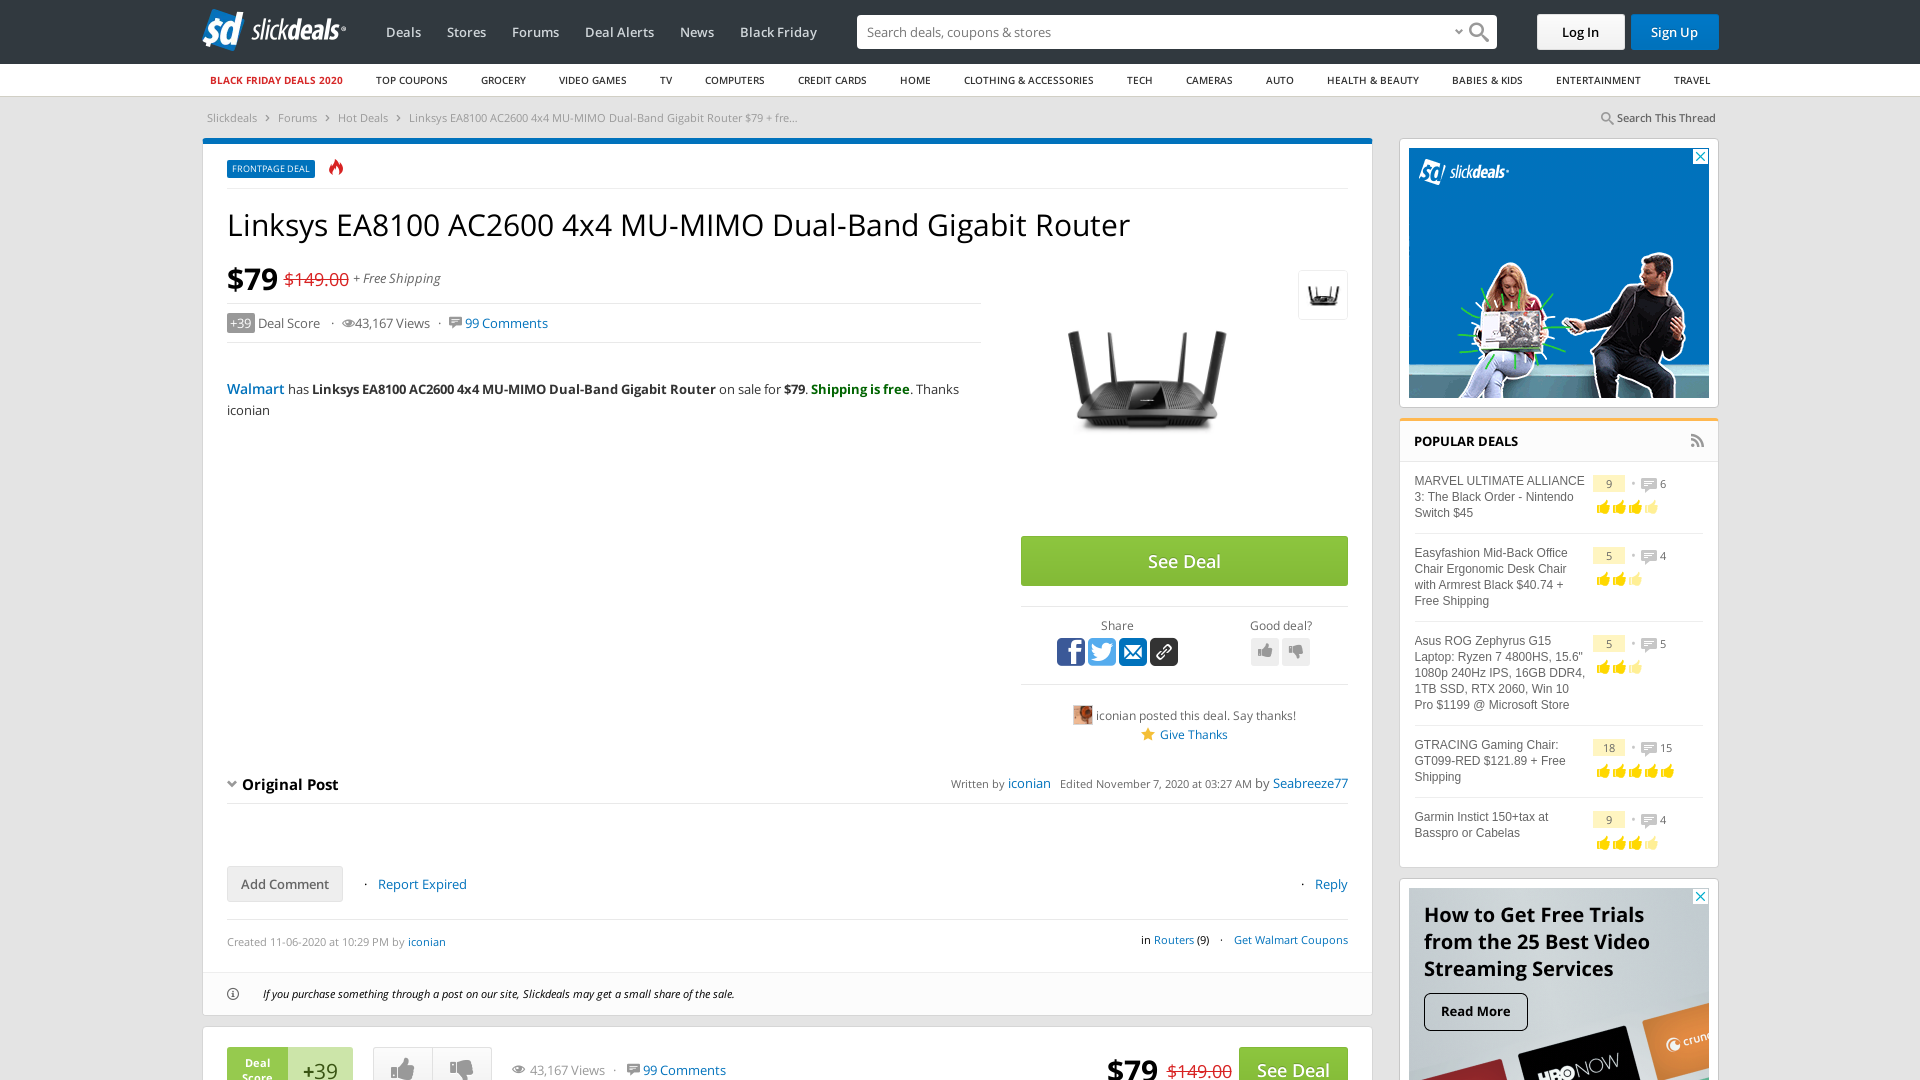 slickdeals
Deals
Stores
Forums
Deal Alerts
News
Black Friday
Search deals, coupons & stores
Log In
Sign Up
BLACK FRIDAY DEALS 2020
TOP COUPONS
GROCERY
VIDEO GAMES
TV
COMPUTERS
CREDIT CARDS
HOME
CLOTHING & ACCESSORIES
TECH
CAMERAS
AUTO
HEALTH & BEAUTY
BABIES & KIDS
ENTERTAINMENT
TRAVEL
Slickdeals > Forums > Hot Deals > Linksys EA8100 AC2600 4x4 MU-MIMO Dual-Band Gigabit Router $79 + fre...
Search This Thread
FRONTPAGE DEAL
Linksys EA8100 AC2600 4x4 MU-MIMO Dual-Band Gigabit Router
$79 $149.00 + Free Shipping
+39 Deal Score · 43,167 Views · 99 Comments
Walmart has Linksys EA8100 AC2600 4x4 MU-MIMO Dual-Band Gigabit Router on sale for $79. Shipping is free. Thanks
iconian
See Deal
Share
Good deal?
iconian posted this deal. Say thanks!
Give Thanks
Original Post
Written by iconian Edited November 7, 2020 at 03:27 AM by Seabreeze77
Add Comment · Report Expired
· Reply
Created 11-06-2020 at 10:29 PM by iconian
in Routers (9) · Get Walmart Coupons
If you purchase something through a post on our site, Slickdeals may get a small share of the sale.
Deal
Score
+39
43,167 Views · 99 Comments
$79 $149.00
See Deal
sd slickdeals
POPULAR DEALS
MARVEL ULTIMATE ALLIANCE
3: The Black Order - Nintendo
Switch $45
9 • 6
Easyfashion Mid-Back Office
Chair Ergonomic Desk Chair
with Armrest Black $40.74 +
Free Shipping
5 • 4
Asus ROG Zephyrus G15
Laptop: Ryzen 7 4800HS, 15.6"
1080p 240Hz IPS, 16GB DDR4,
1TB SSD, RTX 2060, Win 10
Pro $1199 @ Microsoft Store
5 • 5
GTRACING Gaming Chair:
GT099-RED $121.89 + Free
Shipping
18 • 15
Garmin Instict 150+tax at
Basspro or Cabelas
9 • 4
How to Get Free Trials
from the 25 Best Video
Streaming Services
Read More
crunc
HBO NOW